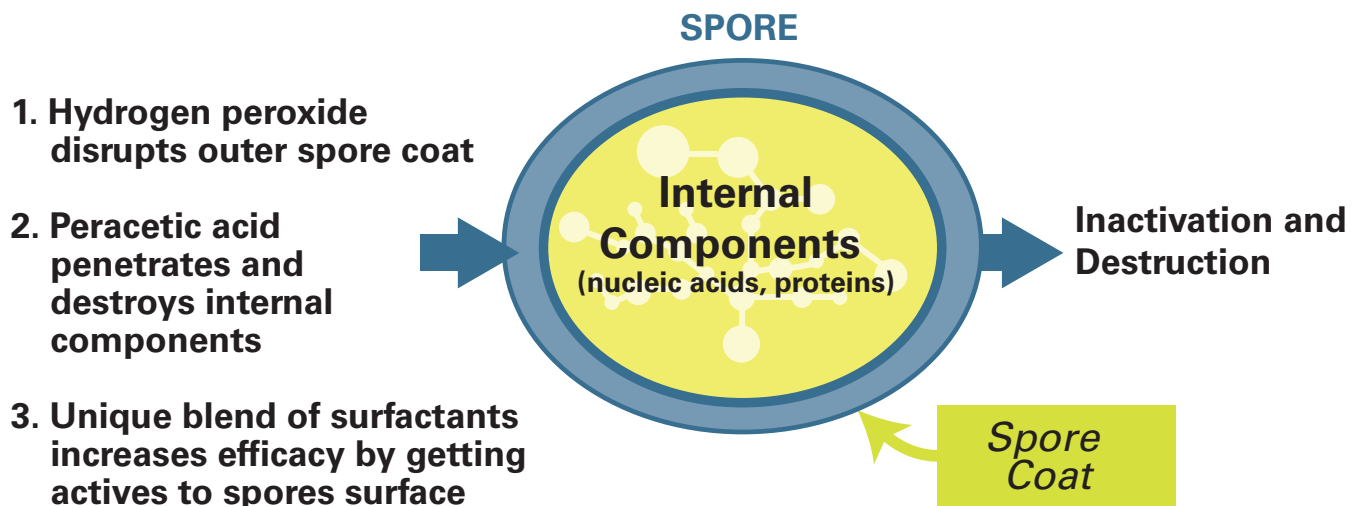 SPORE
1. Hydrogen peroxide
disrupts outer spore coat
2. Peracetic acid
penetrates and
destroys internal
components
3. Unique blend of surfactants
increases efficacy by getting
actives to spores surface
Internal
Components
(nucleic acids, proteins)
Inactivation and
Destruction
Spore
Coat